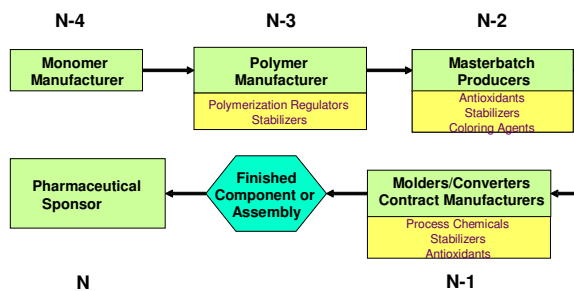 N-4
N-3
N-2
Monomer
Manufacturer
Polymer
Manufacturer
Polymerization Regulators
Stabilizers
Masterbatch
Producers
Antioxidants
Stabilizers
Coloring Agents
Pharmaceutical
Sponsor
Finished
Component or
Assembly
Molders/Converters
Contract Manufacturers
Process Chemicals
Stabilizers
Antioxidants
N
N-1